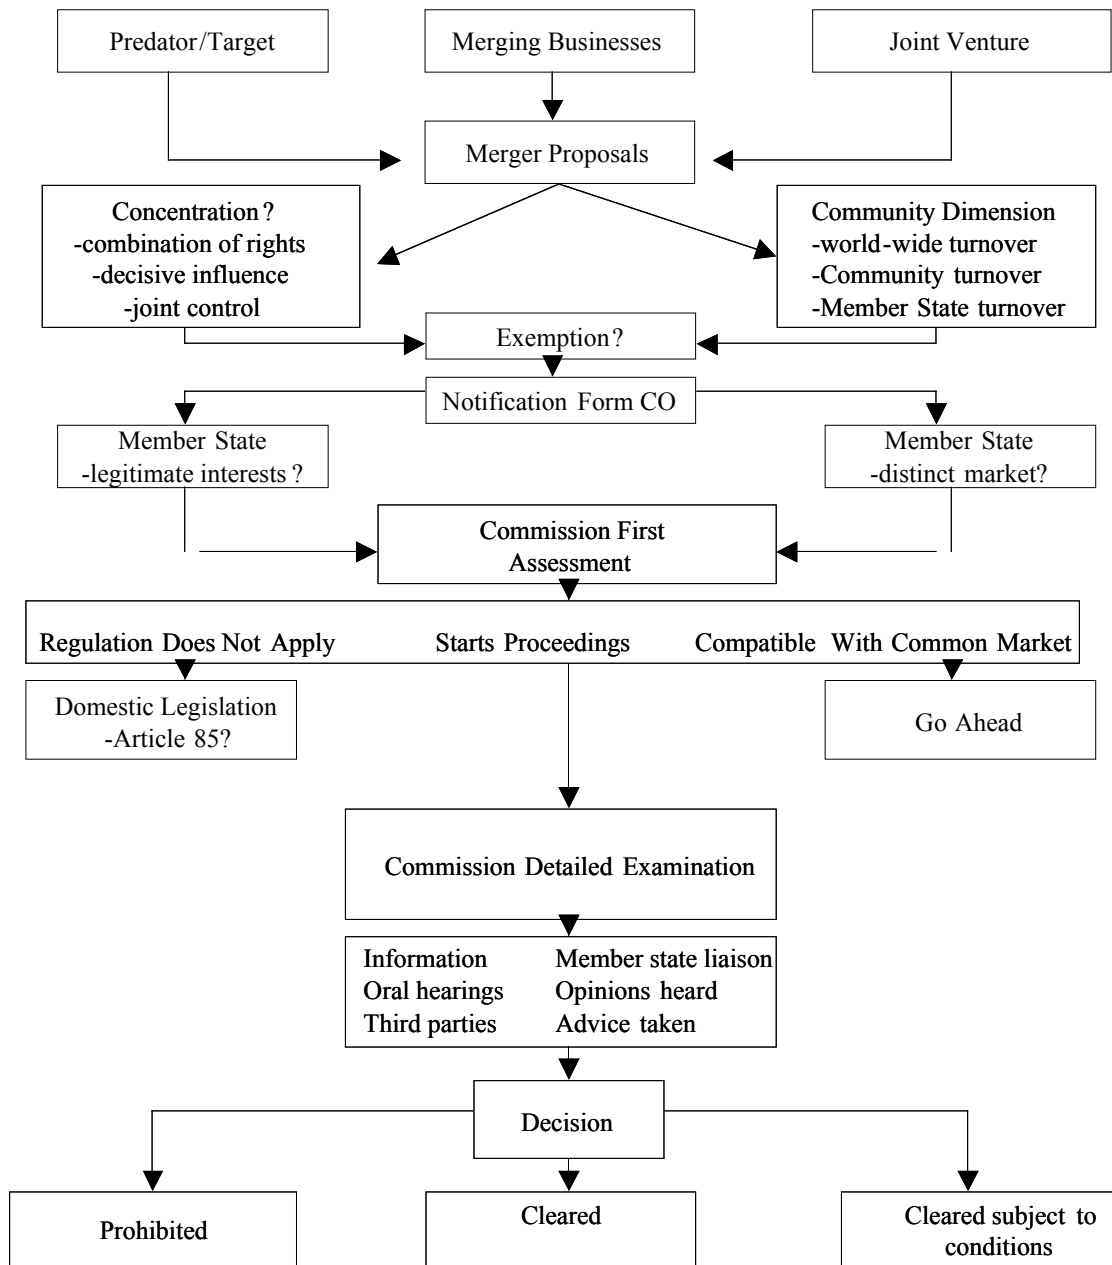 Predator/Target
Merging Businesses
Joint Venture
Merger Proposals
Concentration?
-combination of rights
-decisive influence
-joint control
Community Dimension
-world-wide turnover
-Community turnover
-Member State turnover
Exemption?
Notification Form CO
Member State
-legitimate interests?
Member State
-distinct market?
Commission First
Assessment
Regulation Does Not Apply
Starts Proceedings
Compatible With Common Market
Domestic Legislation
-Article 85?
Go Ahead
Commission Detailed Examination
Information
Oral hearings
Third parties
Member state liaison
Opinions heard
Advice taken
Decision
Prohibited
Cleared
Cleared subject to
conditions